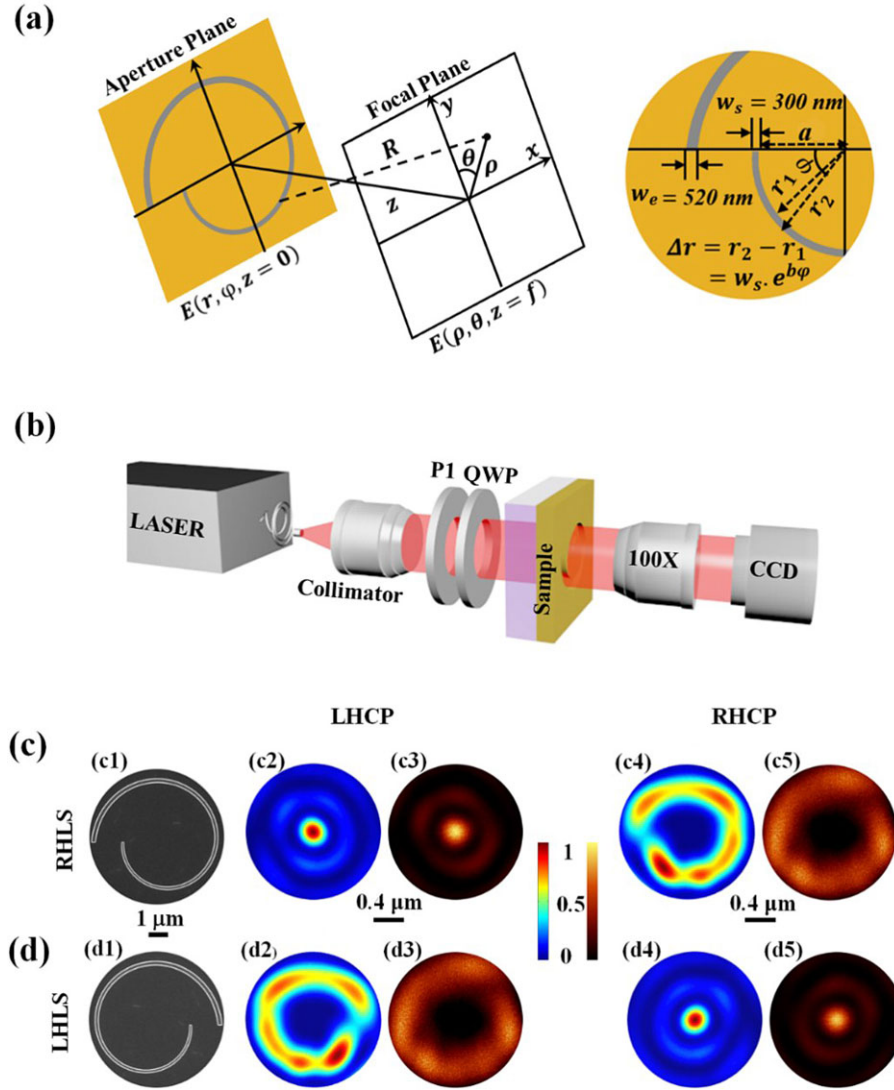 (a)
Aperture Plane
Focal Plane
y
R
θ
ρ
x
z
E(r, φ, z = 0)
E(ρ, θ, z = f)
w_s = 300 nm
a
φ
r_1
r_2
w_e = 520 nm
Δr = r_2 − r_1
= w_s. e^{bφ}
(b)
LASER
Collimator
P1 QWP
Sample
100X
CCD
LHCP RHCP
(c)
(c1) (c2) (c3) (c4) (c5)
RHLS
1 μm
0.4 μm
1
0.5
0
0.4 μm
(d)
(d1) (d2) (d3) (d4) (d5)
LHLS